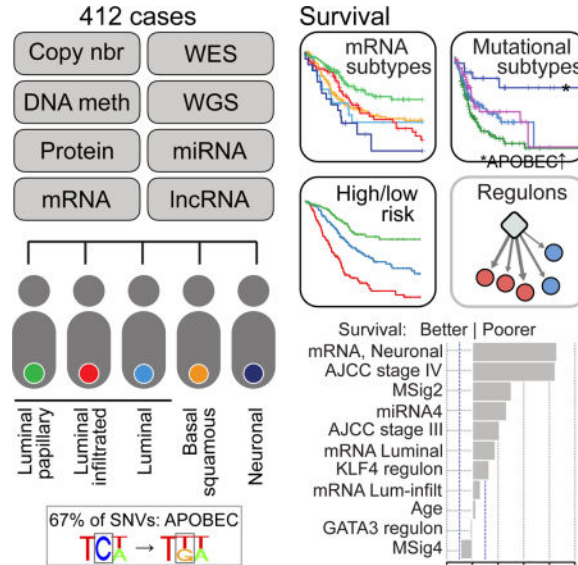 412 cases
Copy nbr
WES
DNA meth
WGS
Protein
miRNA
mRNA
lncRNA
Luminal papillary
Luminal infiltrated
Luminal
Basal squamous
Neuronal
67% of SNVs: APOBEC
TCTA → TTGTA
Survival
mRNA subtypes
Mutational subtypes
*
*APOBEC↑
High/low risk
Regulons
Survival: Better | Poorer
mRNA, Neuronal
AJCC stage IV
MSig2
miRNA4
AJCC stage III
mRNA Luminal
KLF4 regulon
mRNA Lum-infilt
Age
GATA3 regulon
MSig4